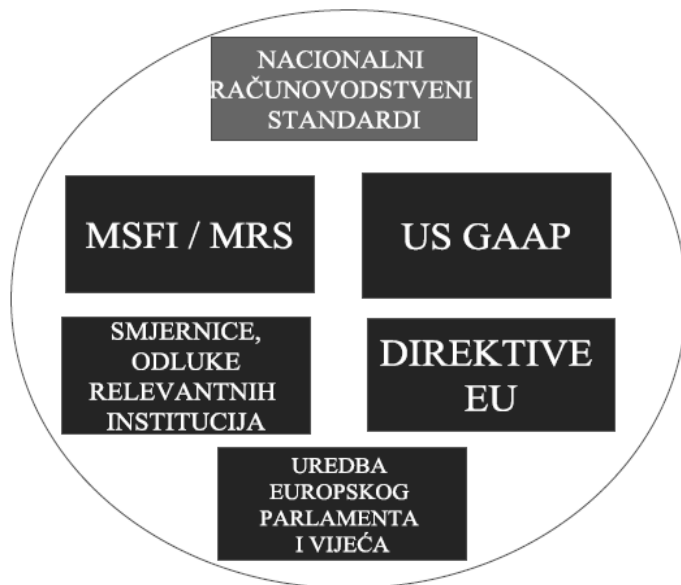 NACIONALNI
RAČUNOVODSTVENI
STANDARDI
MSFI / MRS
US GAAP
SMJERNICE,
ODLUKE
RELEVANTNIH
INSTITUCIJA
DIREKTIVE
EU
UREDBA
EUROPSKOG
PARLAMENTA
I VIJEĆA